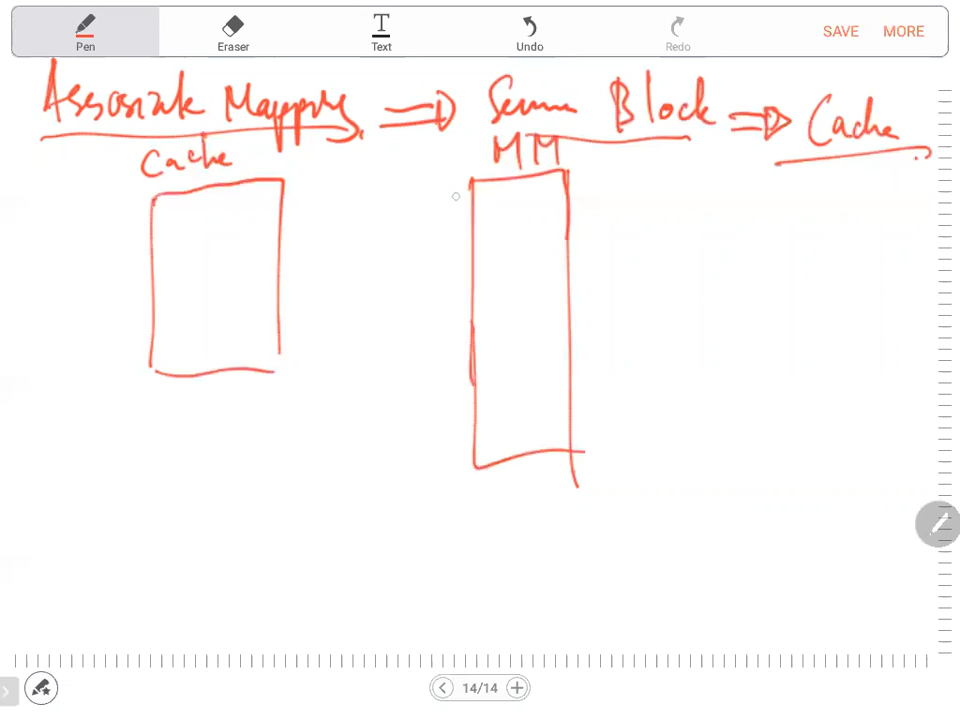 Pen Eraser Text Undo Redo SAVE MORE
Associate Mapping ⇒ Block ⇒ Cache
Cache MM
14/14